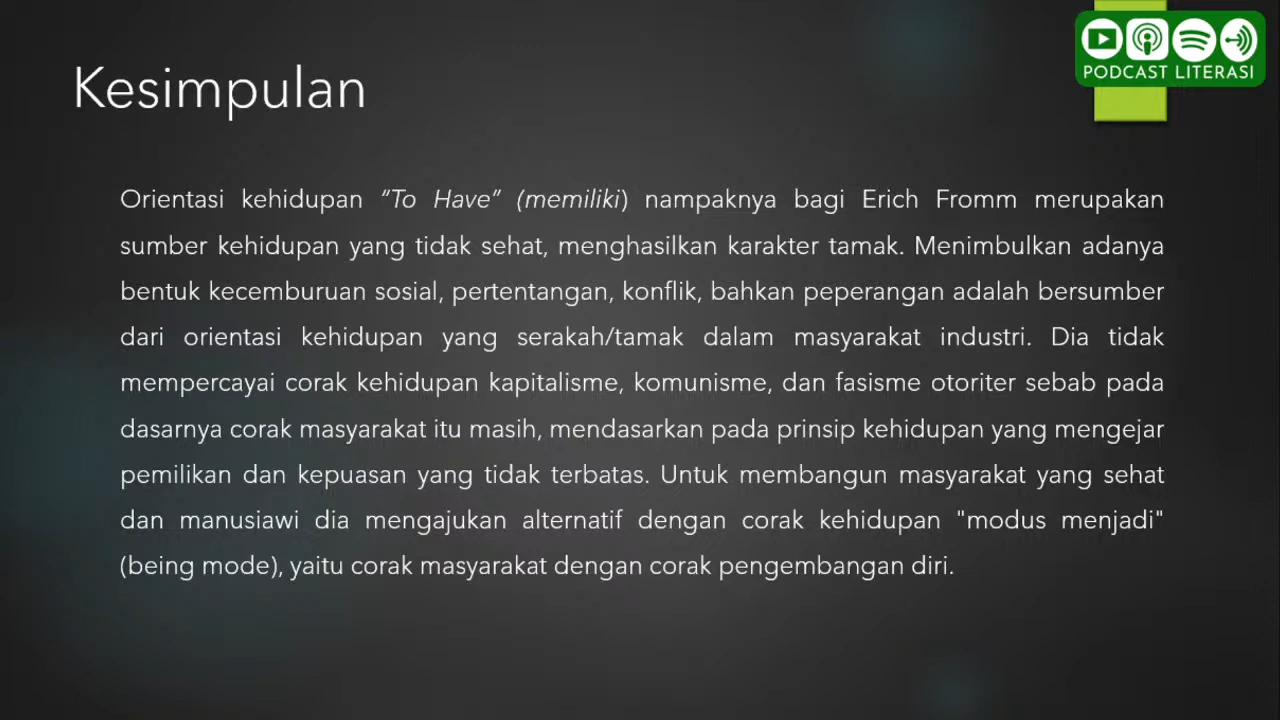 PODCAST LITERASI
Kesimpulan
Orientasi kehidupan “To Have” (memiliki) nampaknya bagi Erich Fromm merupakan
sumber kehidupan yang tidak sehat, menghasilkan karakter tamak. Menimbulkan adanya
bentuk kecemburuan sosial, pertentangan, konflik, bahkan peperangan adalah bersumber
dari orientasi kehidupan yang serakah/tamak dalam masyarakat industri. Dia tidak
mempercayai corak kehidupan kapitalisme, komunisme, dan fasisme otoriter sebab pada
dasarnya corak masyarakat itu masih, mendasarkan pada prinsip kehidupan yang mengejar
pemilikan dan kepuasan yang tidak terbatas. Untuk membangun masyarakat yang sehat
dan manusiawi dia mengajukan alternatif dengan corak kehidupan "modus menjadi"
(being mode), yaitu corak masyarakat dengan corak pengembangan diri.